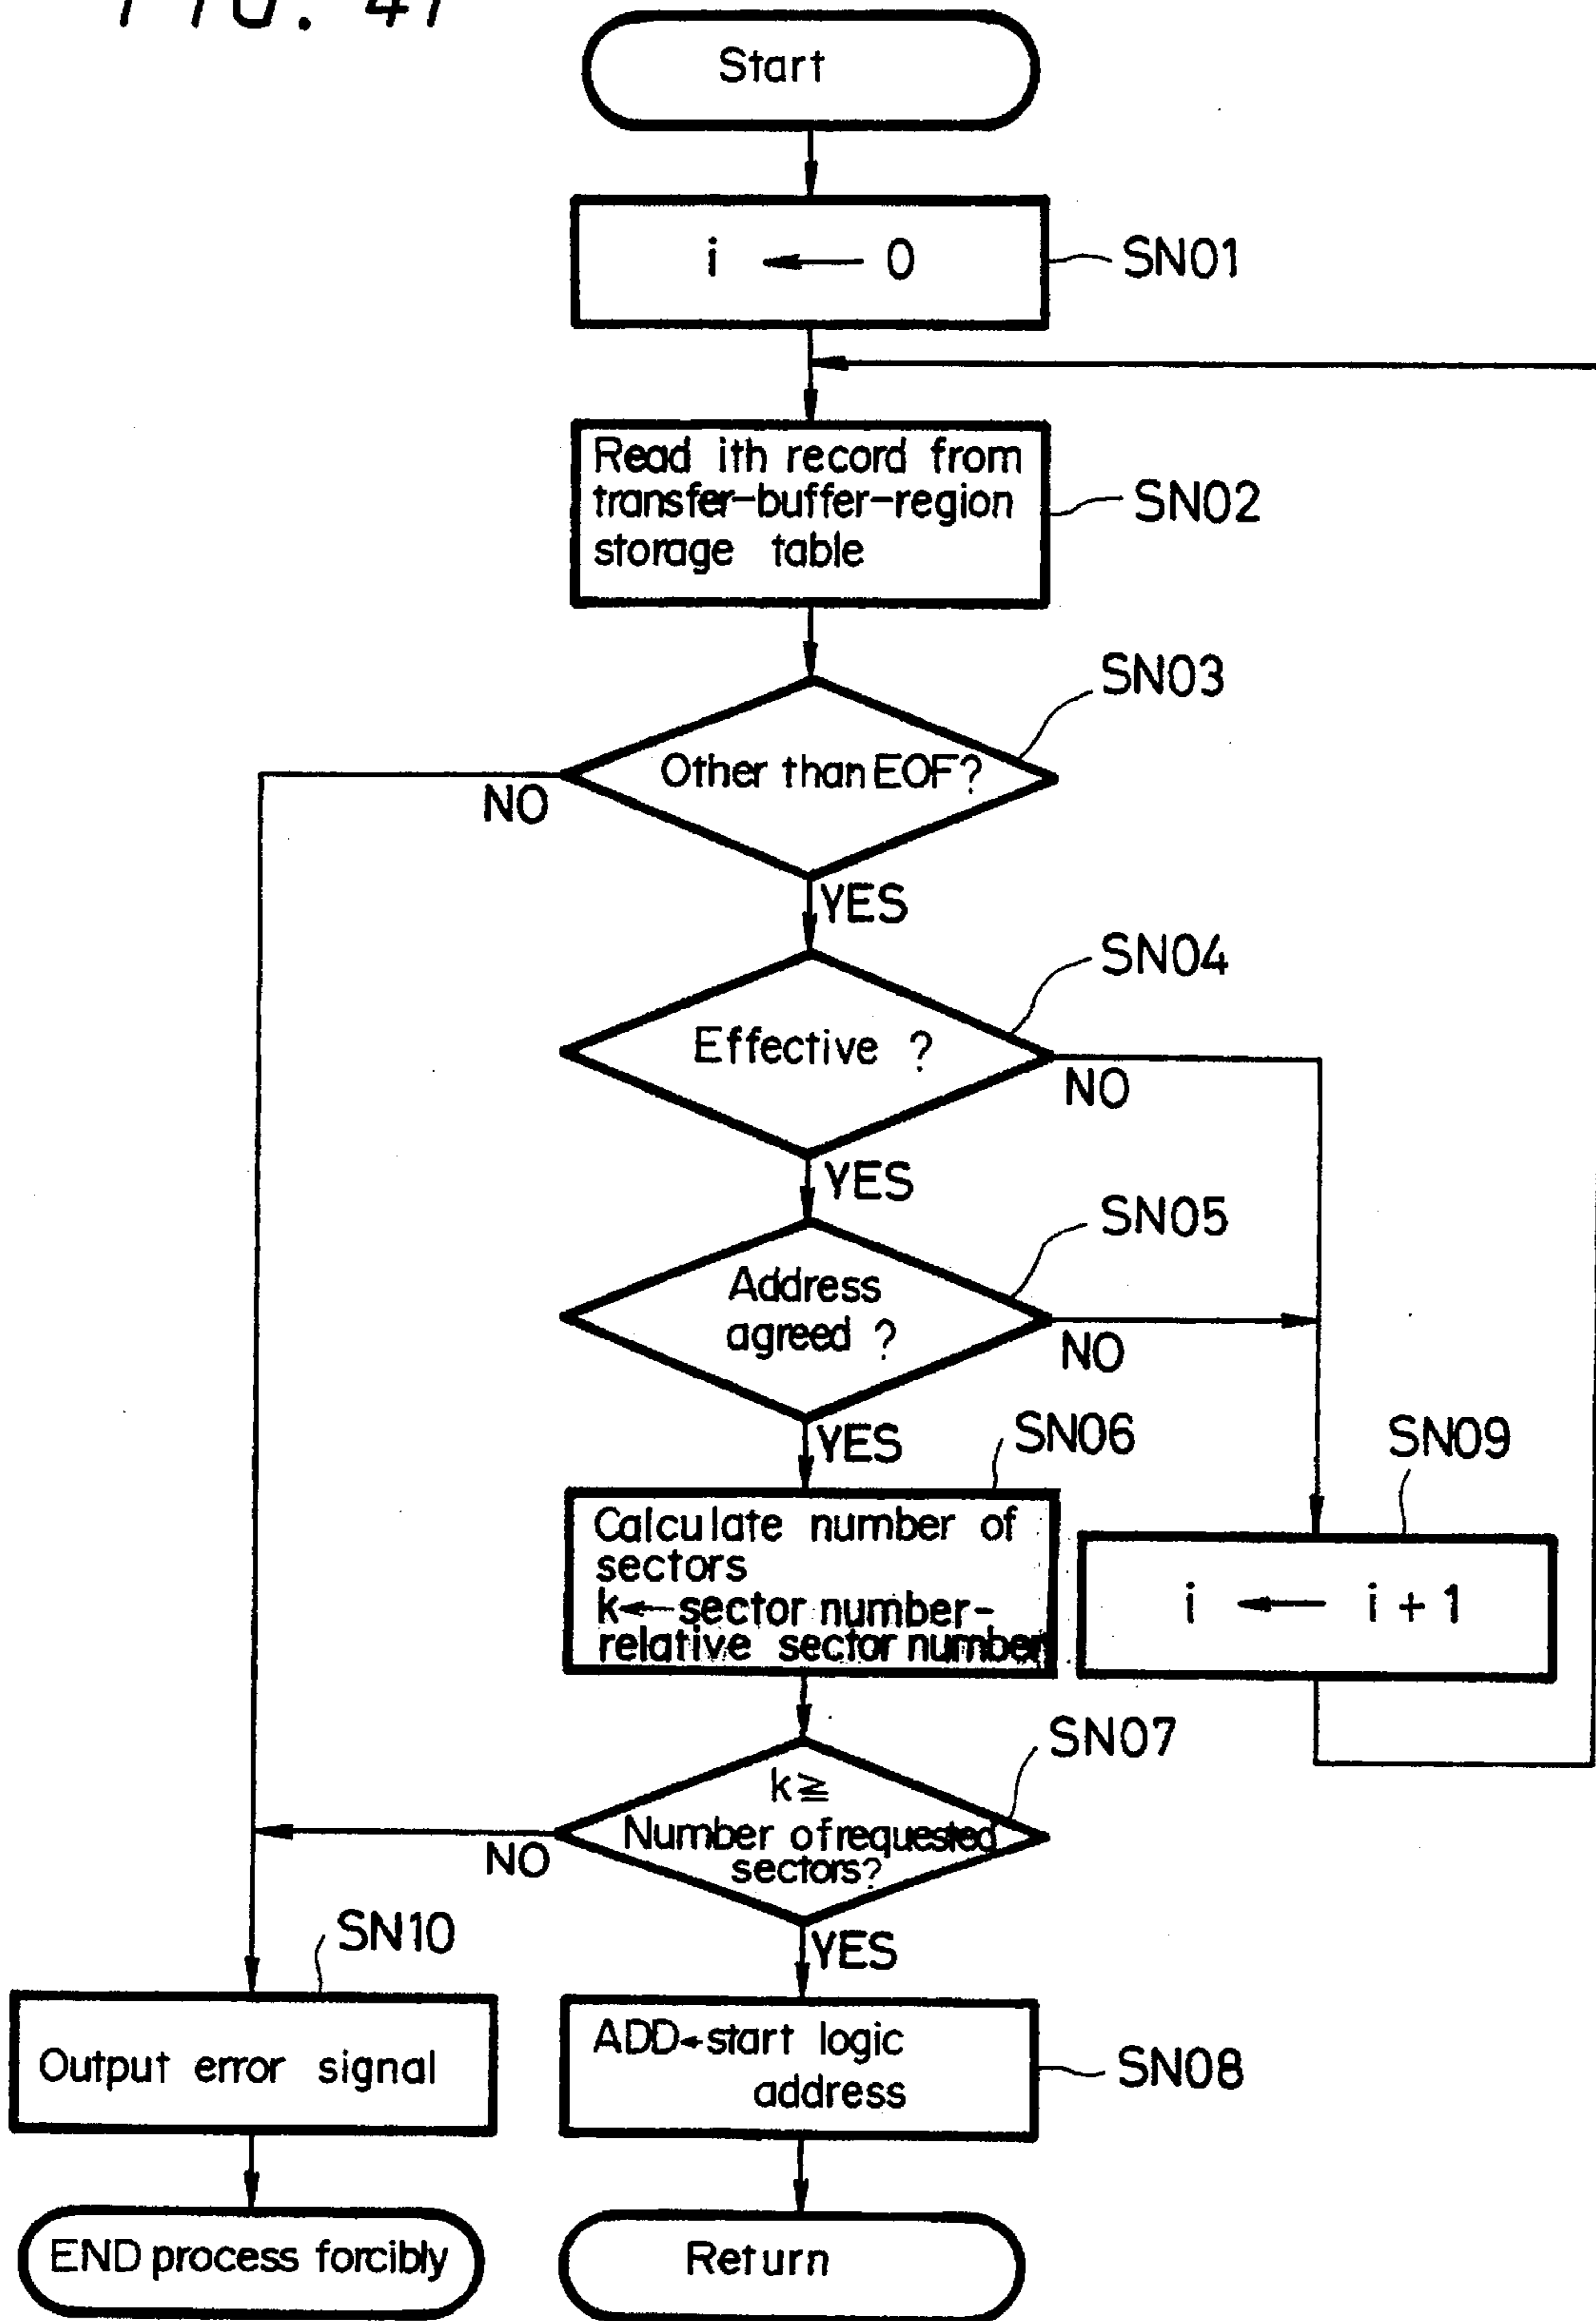 FIG. 41
Start
i ← 0
SN01
Read ith record from
transfer-buffer-region
storage table
SN02
SN03
Other than EOF?
NO
YES
SN04
Effective ?
NO
YES
SN05
Address
agreed ?
NO
YES
SN06
SN09
Calculate number of
sectors
k←sector number-
relative sector number
i ← i + 1
SN07
k≧
Number of requested
sectors?
NO
YES
SN10
Output error signal
ADD←start logic
address
SN08
END process forcibly
Return